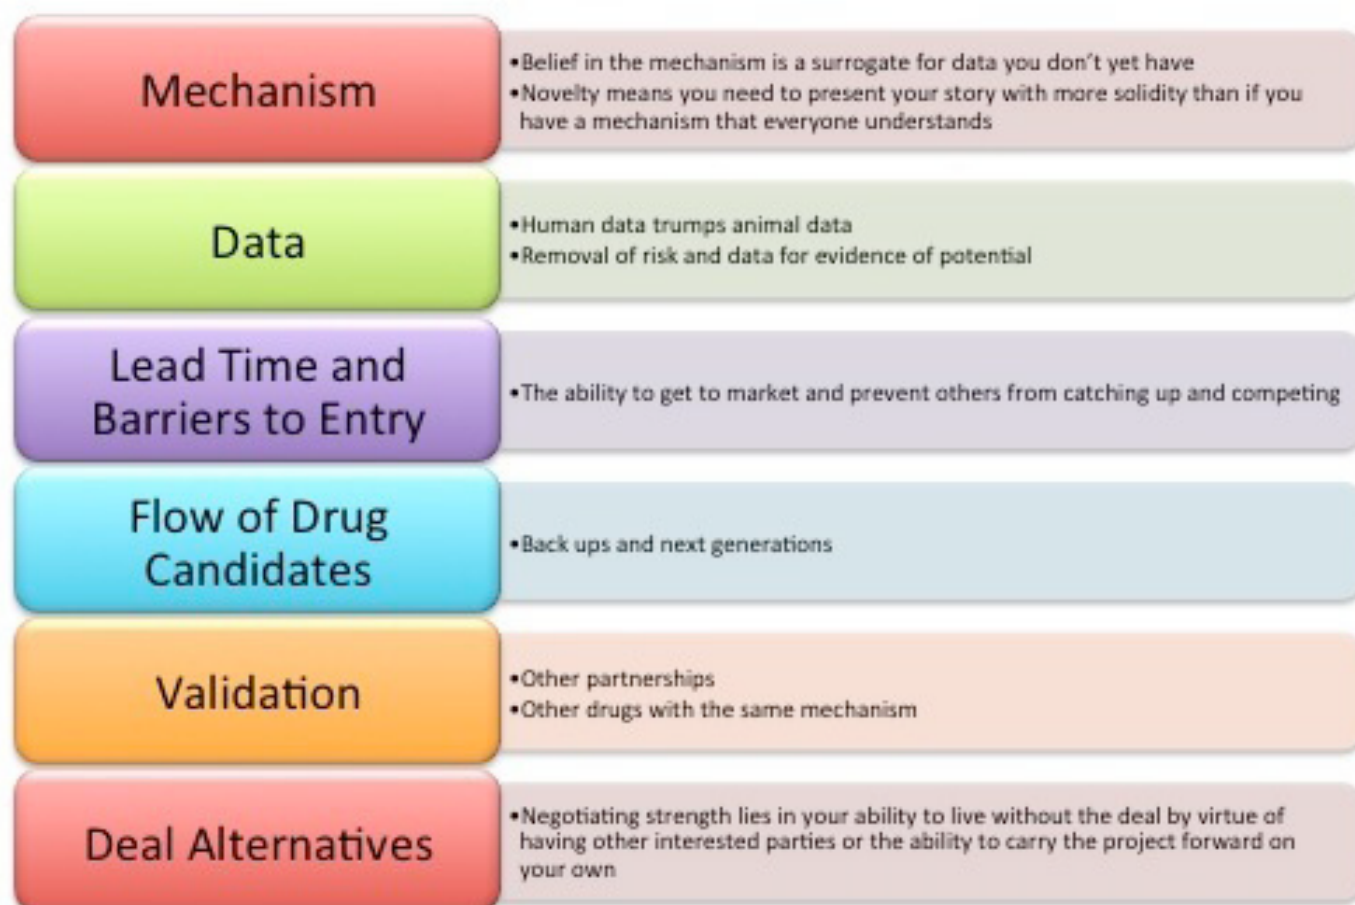 Mechanism
•Belief in the mechanism is a surrogate for data you don't yet have
•Novelty means you need to present your story with more solidity than if you
have a mechanism that everyone understands
Data
•Human data trumps animal data
•Removal of risk and data for evidence of potential
Lead Time and
Barriers to Entry
•The ability to get to market and prevent others from catching up and competing
Flow of Drug
Candidates
•Back ups and next generations
Validation
•Other partnerships
•Other drugs with the same mechanism
Deal Alternatives
•Negotiating strength lies in your ability to live without the deal by virtue of
having other interested parties or the ability to carry the project forward on
your own